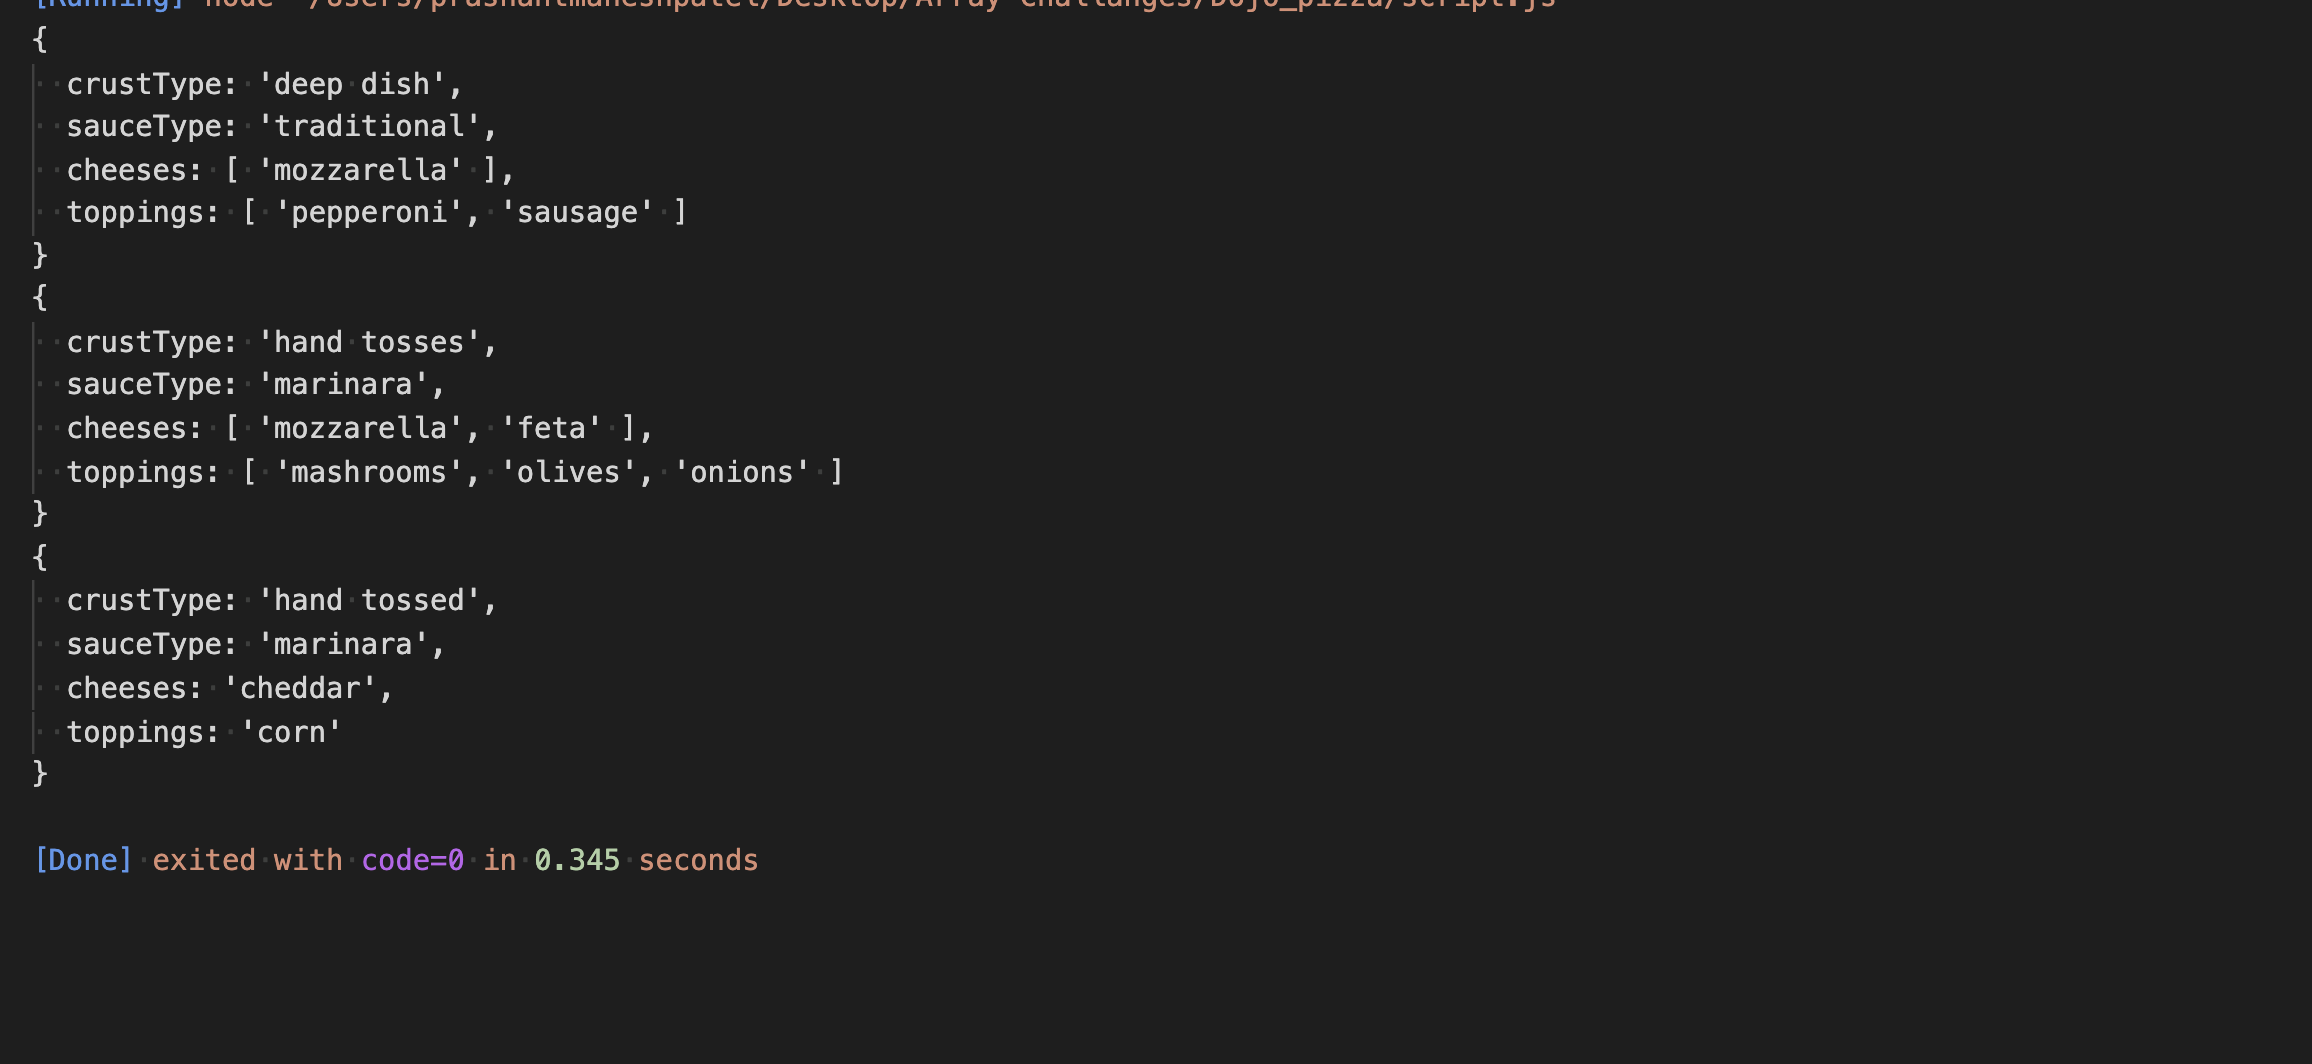 [Running] node "/Users/prashantmaheshpatel/Desktop/Array Challanges/Dojo_pizza/script.js"
{
  crustType: 'deep dish',
  sauceType: 'traditional',
  cheeses: [ 'mozzarella' ],
  toppings: [ 'pepperoni', 'sausage' ]
}
{
  crustType: 'hand tosses',
  sauceType: 'marinara',
  cheeses: [ 'mozzarella', 'feta' ],
  toppings: [ 'mashrooms', 'olives', 'onions' ]
}
{
  crustType: 'hand tossed',
  sauceType: 'marinara',
  cheeses: 'cheddar',
  toppings: 'corn'
}
[Done] exited with code=0 in 0.345 seconds